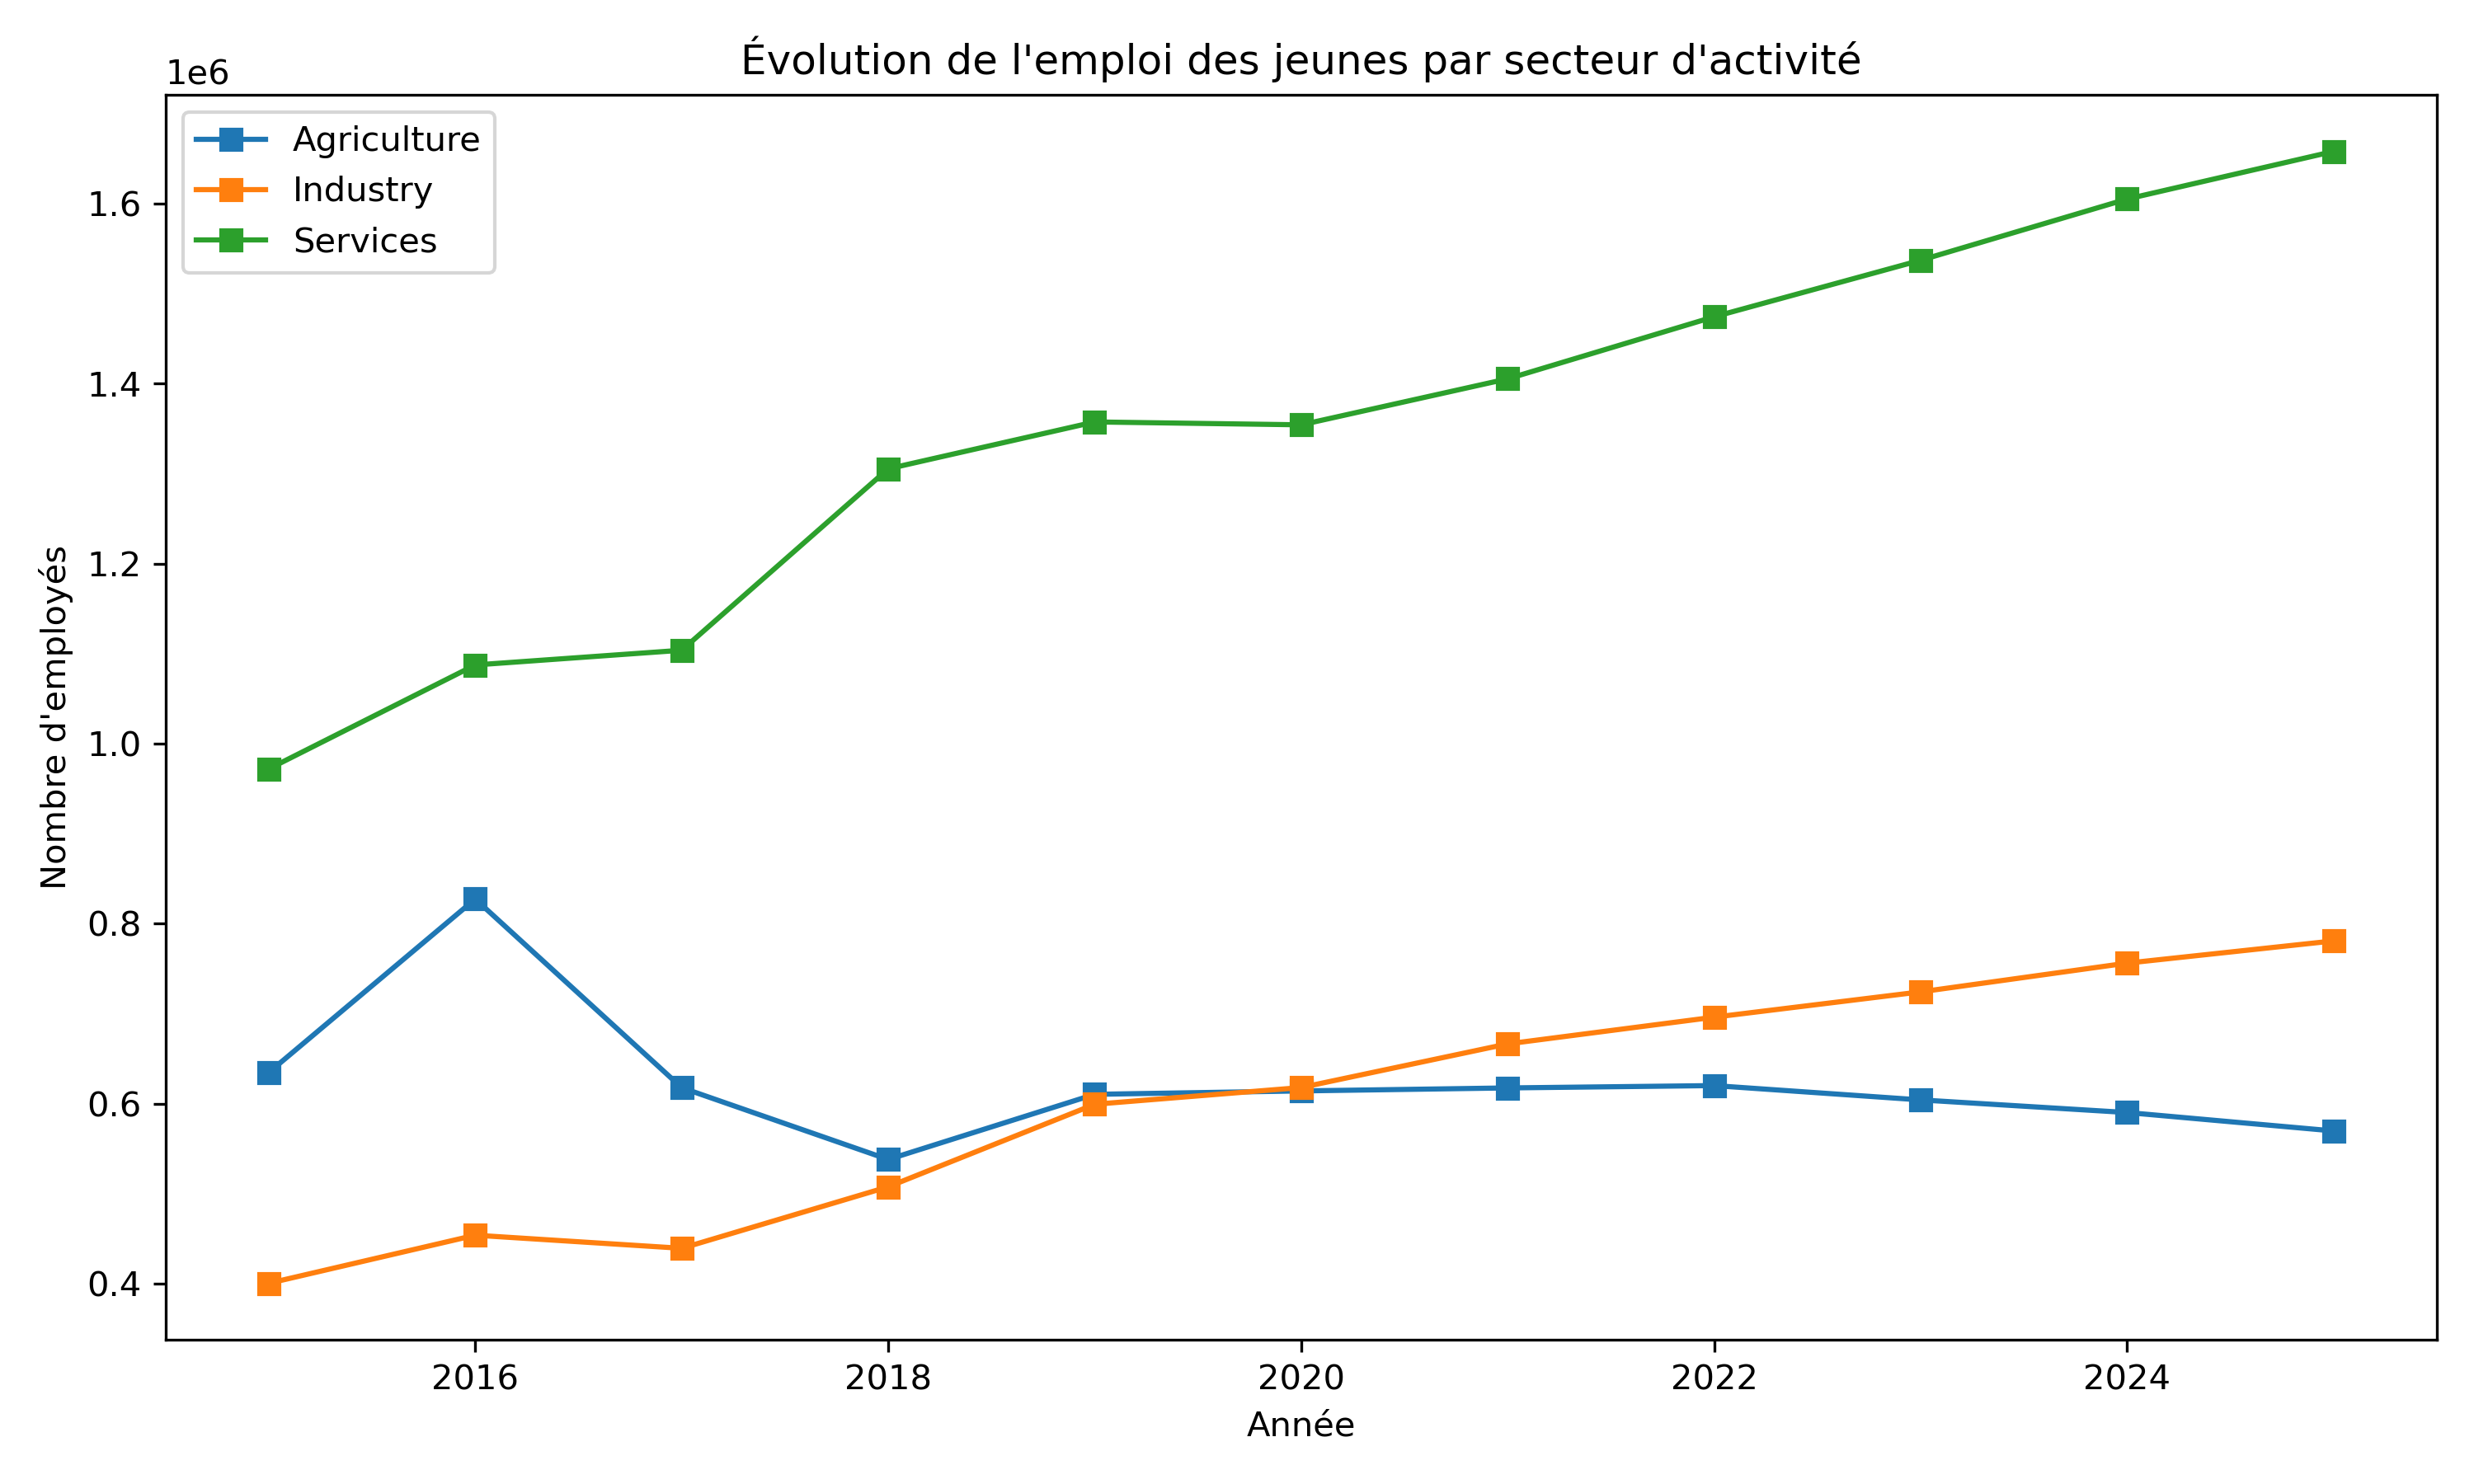 Évolution de l'emploi des jeunes par secteur d'activité
1e6
Agriculture
Industry
Services
1.6
1.4
1.2
1.0
0.8
0.6
0.4
Nombre d'employés
2016
2018
2020
2022
2024
Année